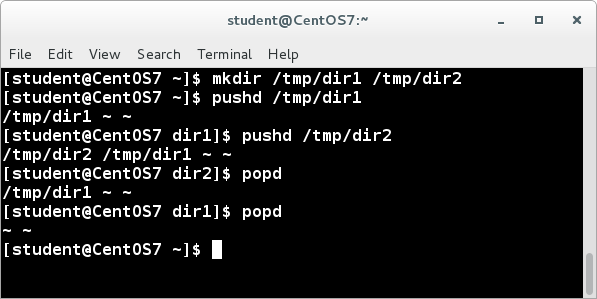 student@CentOS7:~
File Edit View Search Terminal Help
[student@CentOS7 ~]$ mkdir /tmp/dir1 /tmp/dir2
[student@CentOS7 ~]$ pushd /tmp/dir1
/tmp/dir1 ~ ~
[student@CentOS7 dir1]$ pushd /tmp/dir2
/tmp/dir2 /tmp/dir1 ~ ~
[student@CentOS7 dir2]$ popd
/tmp/dir1 ~ ~
[student@CentOS7 dir1]$ popd
~ ~
[student@CentOS7 ~]$